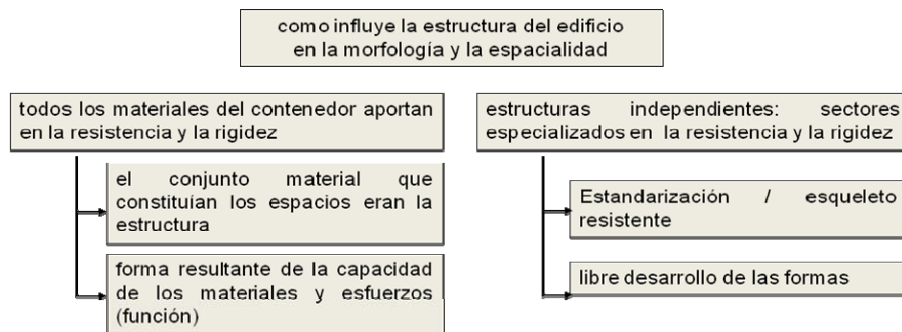 como influye la estructura del edificio
en la morfología y la espacialidad
todos los materiales del contenedor aportan
en la resistencia y la rigidez
el conjunto material que
constituían los espacios eran la
estructura
forma resultante de la capacidad
de los materiales y esfuerzos
(función)
estructuras independientes: sectores
especializados en la resistencia y la rigidez
Estandarización / esqueleto
resistente
libre desarrollo de las formas